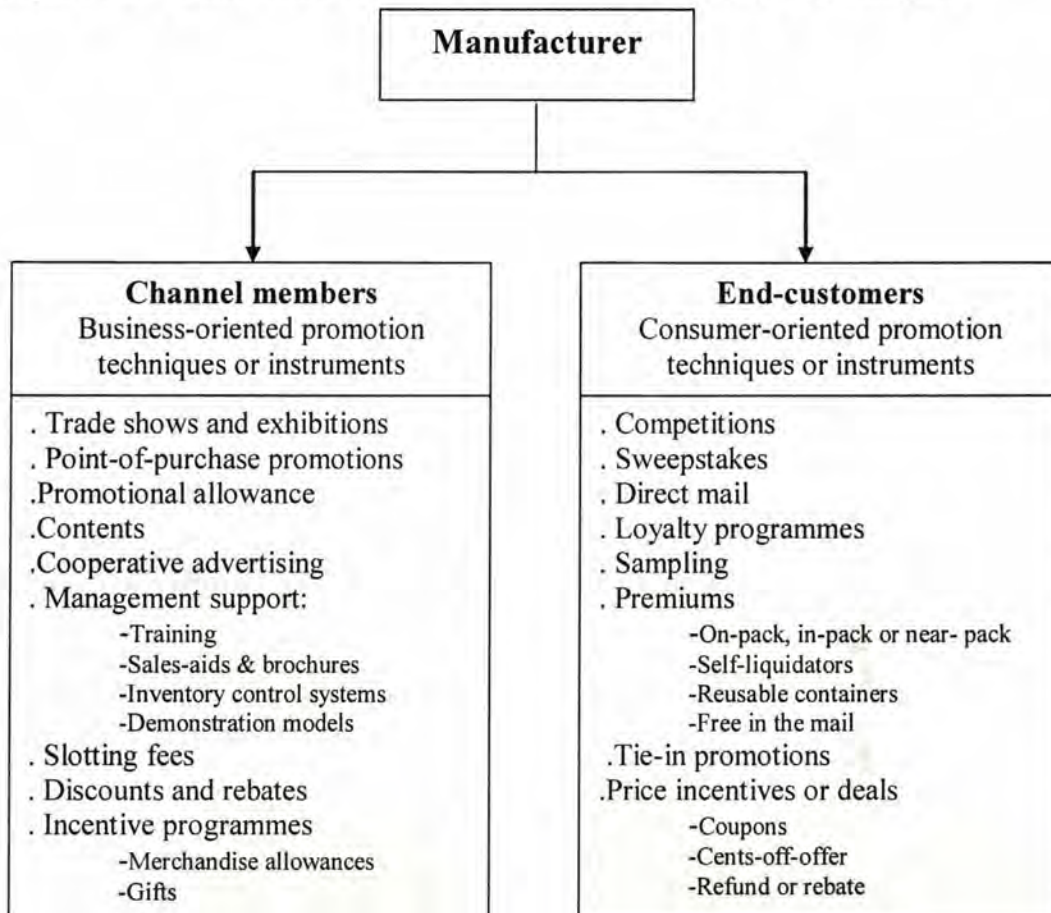 Manufacturer
Channel members
Business-oriented promotion
techniques or instruments
. Trade shows and exhibitions
. Point-of-purchase promotions
.Promotional allowance
.Contents
.Cooperative advertising
. Management support:
-Training
-Sales-aids & brochures
-Inventory control systems
-Demonstration models
. Slotting fees
. Discounts and rebates
. Incentive programmes
-Merchandise allowances
-Gifts
End-customers
Consumer-oriented promotion
techniques or instruments
. Competitions
. Sweepstakes
. Direct mail
. Loyalty programmes
. Sampling
. Premiums
-On-pack, in-pack or near- pack
-Self-liquidators
-Reusable containers
-Free in the mail
.Tie-in promotions
.Price incentives or deals
-Coupons
-Cents-off-offer
-Refund or rebate